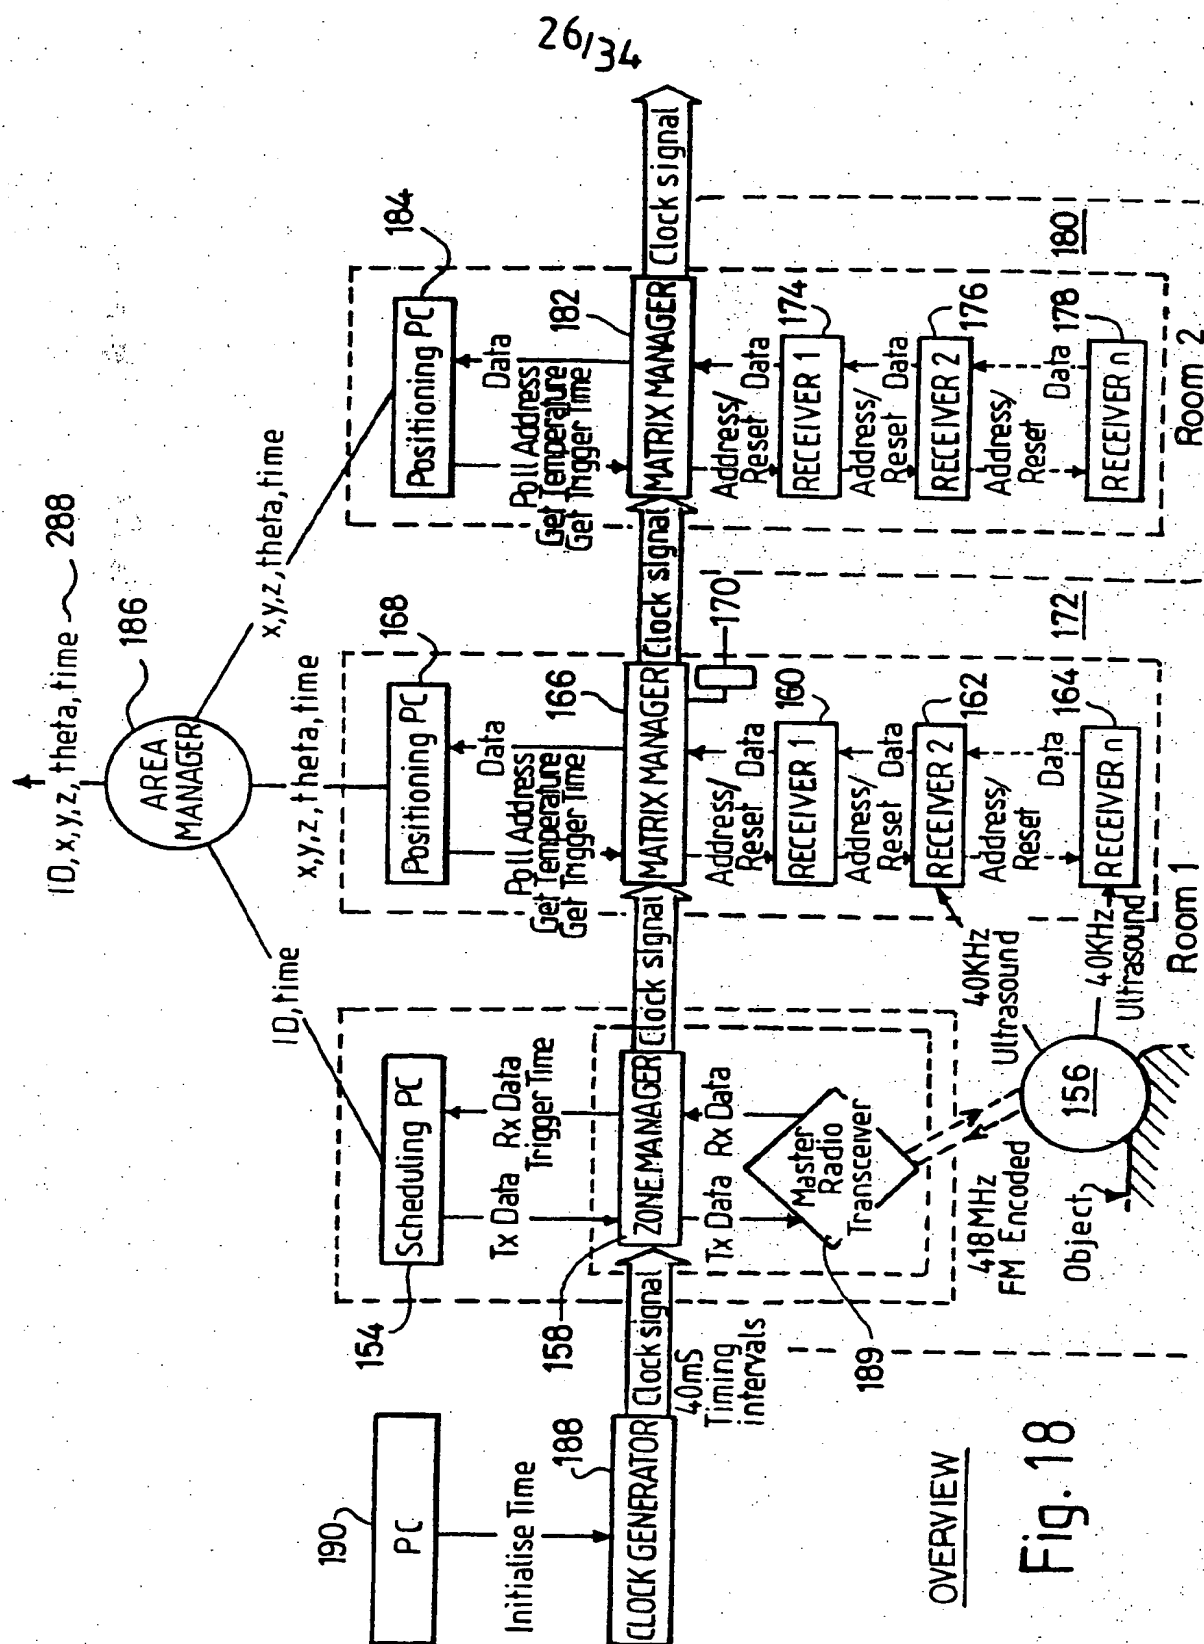 26/34
ID, x, y, z, theta, time
288
186
AREA
MANAGER
ID,time
x,y,z,theta,time
x,y,z,theta,time
190
PC
Initialise Time
CLOCK GENERATOR
188
Clock signal
40mS
Timing
intervals
154
Scheduling PC
Tx Data
Rx Data
Trigger Time
158
ZONE MANAGER
Clock signal
Tx Data
Rx Data
Master
Radio
Transceiver
189
418MHz
FM Encoded
Object
156
40KHz
Ultrasound
40KHz
Ultrasound
Positioning PC
168
Poll Address
Get Temperature
Get Trigger Time
Data
MATRIX MANAGER
166
Clock signal
170
Address/
Reset
Data
RECEIVER 1
160
Address/
Reset
Data
RECEIVER 2
162
Address/
Reset
Data
RECEIVER n
164
172
Room 1
Positioning PC
184
Poll Address
Get Temperature
Get Trigger Time
Data
MATRIX MANAGER
182
Clock signal
Address/
Reset
Data
RECEIVER 1
174
Address/
Reset
Data
RECEIVER 2
176
Address/
Reset
Data
RECEIVER n
178
180
Room 2
OVERVIEW
Fig. 18